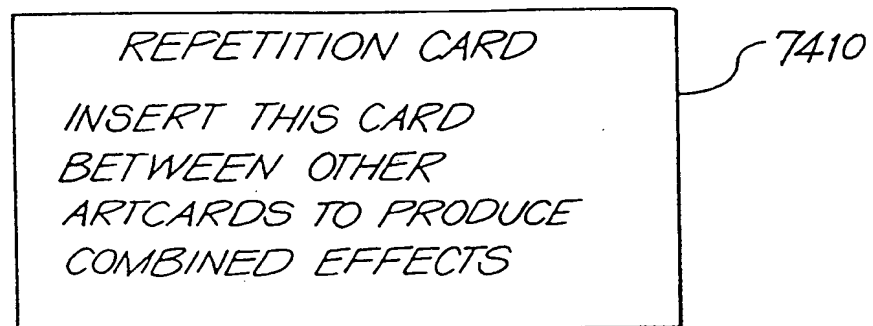 REPETITION CARD
7410
INSERT THIS CARD
BETWEEN OTHER
ARTCARDS TO PRODUCE
COMBINED EFFECTS